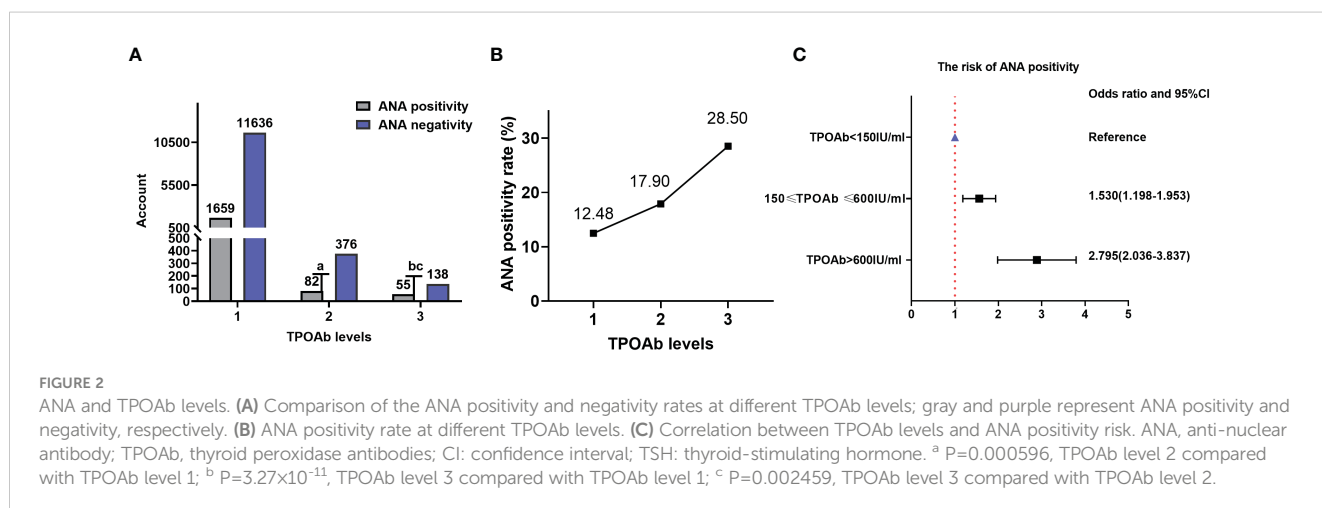 A
ANA positivity
ANA negativity
Account
10500
5500
500
500
400
300
200
100
0
1659
11636
82
a
376
55
bc
138
1 2 3
TPOAb levels
B
ANA positivity rate (%)
30
20
10
0
12.48
17.90
28.50
1 2 3
TPOAb levels
C
The risk of ANA positivity
Odds ratio and 95%CI
TPOAb<150IU/ml Reference
150⩽TPOAb ⩽600IU/ml 1.530(1.198-1.953)
TPOAb>600IU/ml 2.795(2.036-3.837)
0 1 2 3 4 5
FIGURE 2
ANA and TPOAb levels. (A) Comparison of the ANA positivity and negativity rates at different TPOAb levels; gray and purple represent ANA positivity and
negativity, respectively. (B) ANA positivity rate at different TPOAb levels. (C) Correlation between TPOAb levels and ANA positivity risk. ANA, anti-nuclear
antibody; TPOAb, thyroid peroxidase antibodies; CI: confidence interval; TSH: thyroid-stimulating hormone. ᵃ P=0.000596, TPOAb level 2 compared
with TPOAb level 1; ᵇ P=3.27×10⁻¹¹, TPOAb level 3 compared with TPOAb level 1; ᶜ P=0.002459, TPOAb level 3 compared with TPOAb level 2.